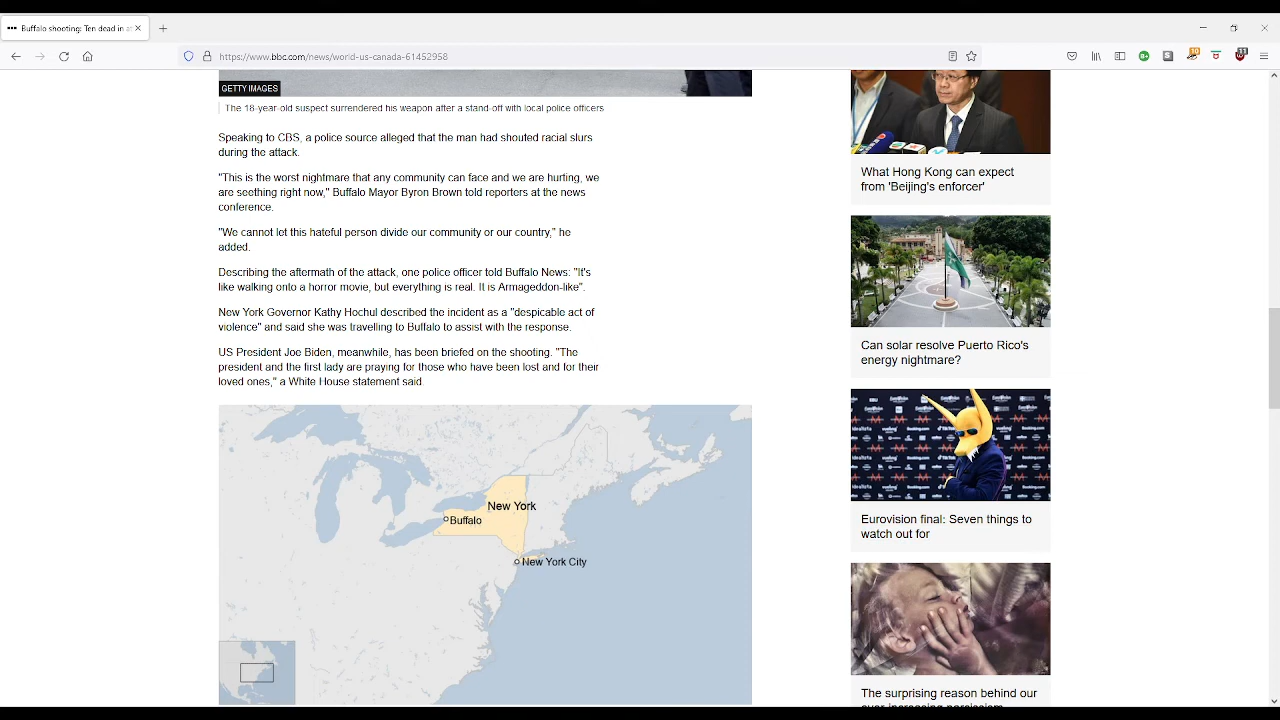 Buffalo shooting: Ten dead in
https://www.bbc.com/news/world-us-canada-61452958
10
11
GETTY IMAGES
The 18-year-old suspect surrendered his weapon after a stand-off with local police officers
Speaking to CBS, a police source alleged that the man had shouted racial slurs
during the attack.
"This is the worst nightmare that any community can face and we are hurting, we
are seething right now," Buffalo Mayor Byron Brown told reporters at the news
conference.
"We cannot let this hateful person divide our community or our country," he
added.
Describing the aftermath of the attack, one police officer told Buffalo News: "It's
like walking onto a horror movie, but everything is real. It is Armageddon-like".
New York Governor Kathy Hochul described the incident as a "despicable act of
violence" and said she was travelling to Buffalo to assist with the response.
US President Joe Biden, meanwhile, has been briefed on the shooting. "The
president and the first lady are praying for those who have been lost and for their
loved ones," a White House statement said.
New York
Buffalo
New York City
What Hong Kong can expect
from 'Beijing's enforcer'
Can solar resolve Puerto Rico's
energy nightmare?
Eurovision final: Seven things to
watch out for
The surprising reason behind our
ever-increasing narcissism